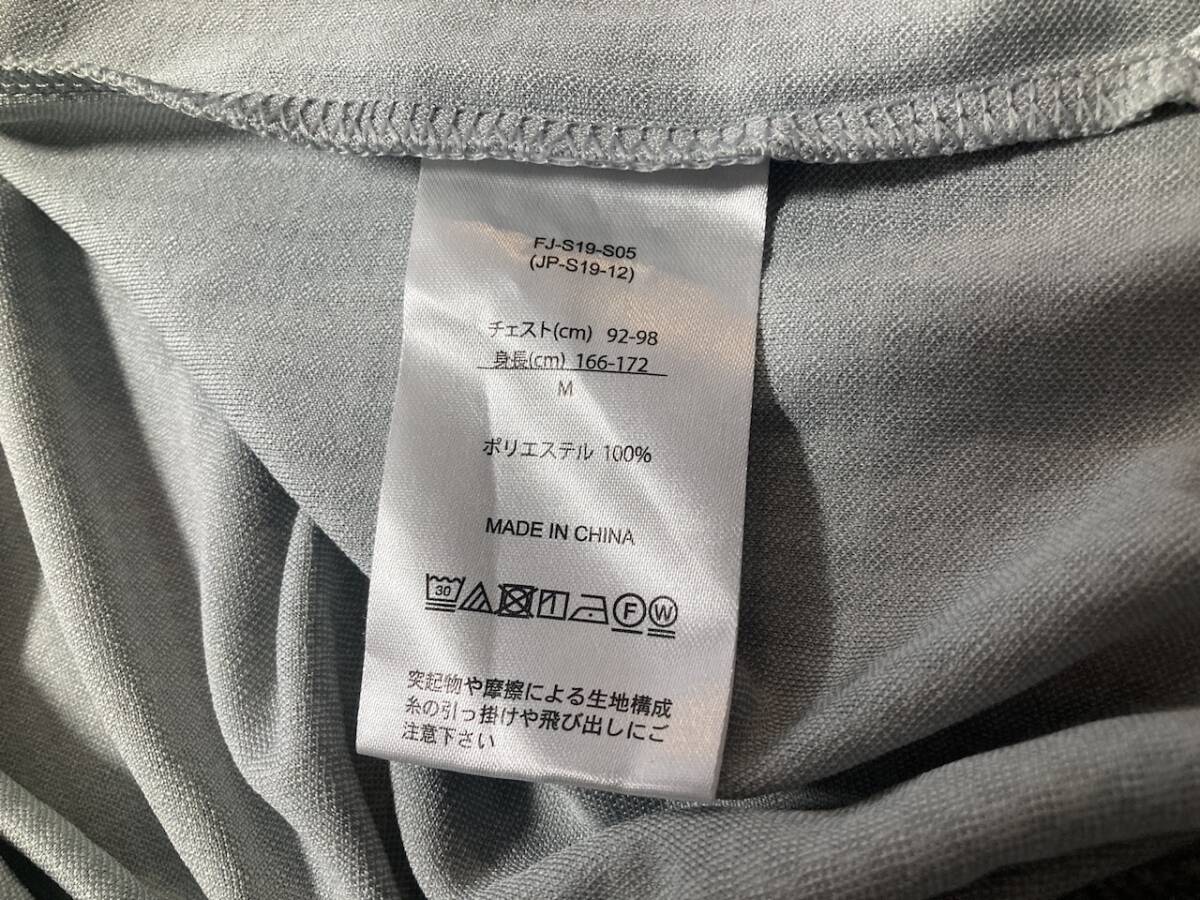 FJ-S19-S05
(JP-S19-12)
チェスト(cm) 92-98
身長(cm) 166-172
M
ポリエステル 100%
MADE IN CHINA
30 F W
突起物や摩擦による生地構成
糸の引っ掛けや飛び出しにご
注意下さい